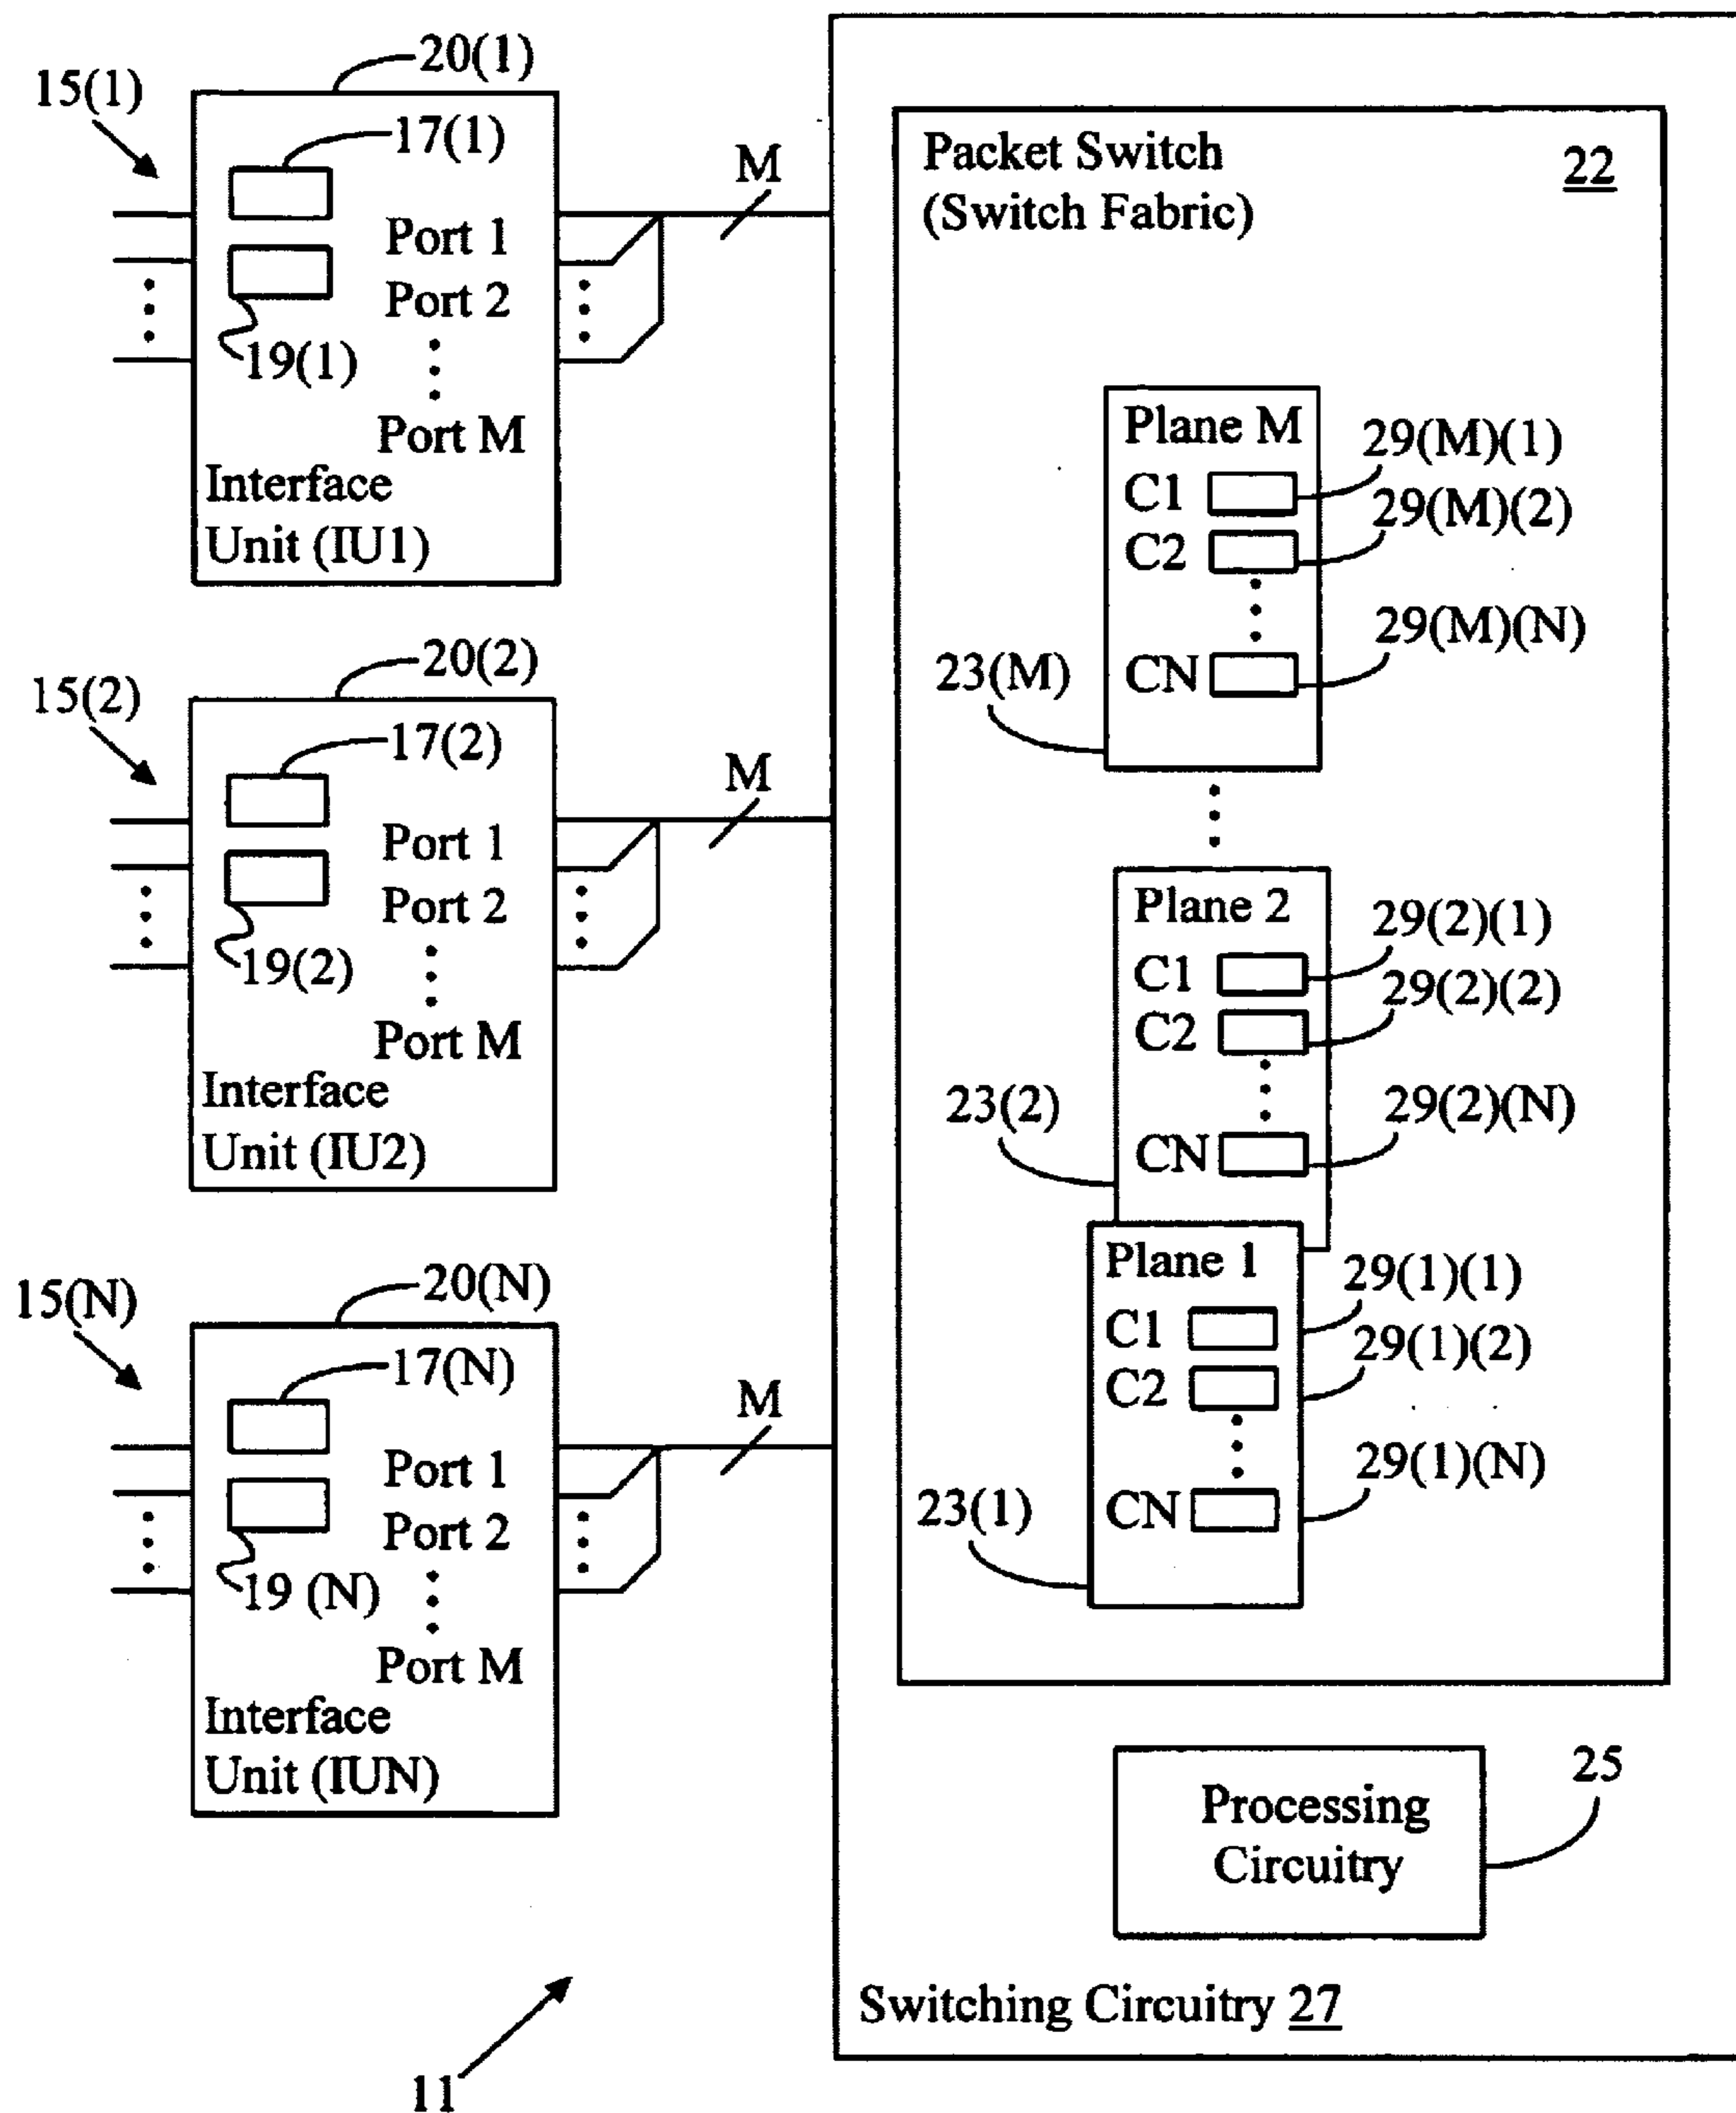 20(1)
15(1)
17(1)
Port 1
Port 2
19(1)
Port M
Interface
Unit (IU1)
M
20(2)
15(2)
17(2)
Port 1
Port 2
19(2)
Port M
Interface
Unit (IU2)
M
20(N)
15(N)
17(N)
Port 1
Port 2
19 (N)
Port M
Interface
Unit (IUN)
M
11
Packet Switch
(Switch Fabric)
22
Plane M
C1
29(M)(1)
C2
29(M)(2)
CN
29(M)(N)
23(M)
Plane 2
C1
29(2)(1)
C2
29(2)(2)
CN
29(2)(N)
23(2)
Plane 1
C1
29(1)(1)
C2
29(1)(2)
CN
29(1)(N)
23(1)
Processing
Circuitry
25
Switching Circuitry 27